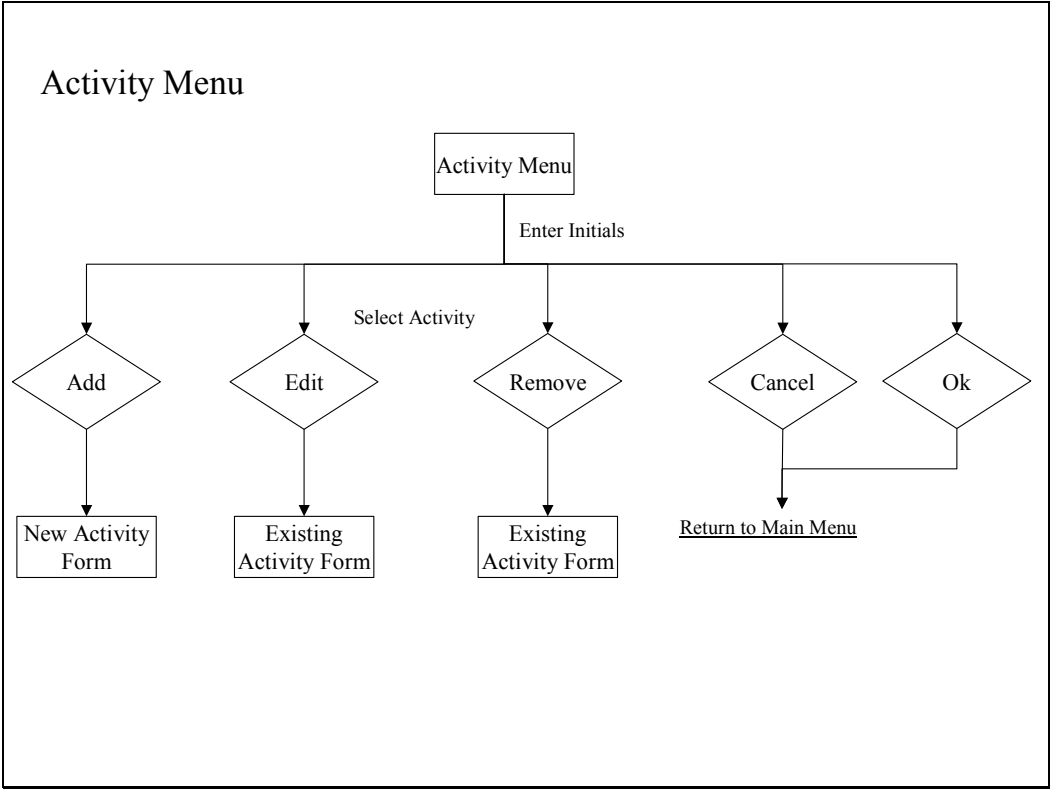 Activity Menu
Activity Menu
Enter Initials
Select Activity
Add
Edit
Remove
Cancel
Ok
New Activity
Form
Existing
Activity Form
Existing
Activity Form
Return to Main Menu